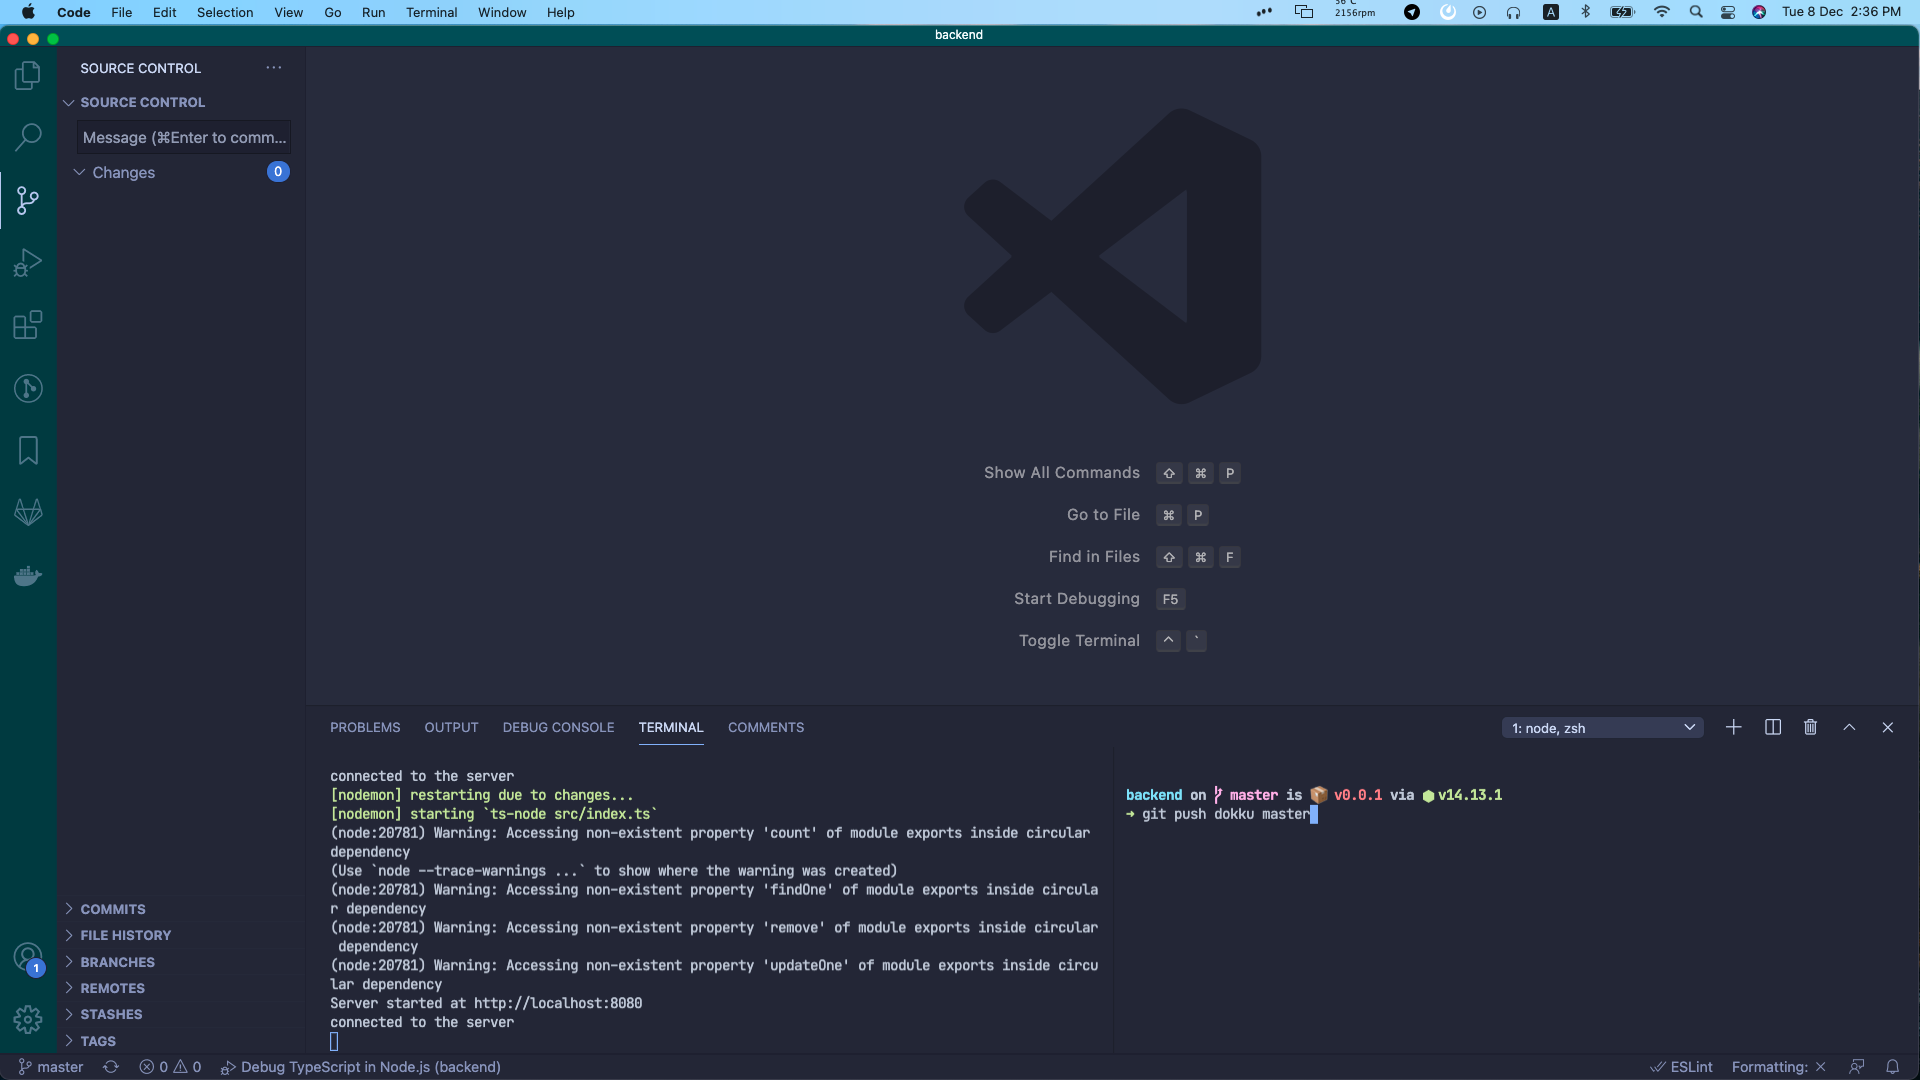 Code File Edit Selection View Go Run Terminal Window Help
2156rpm
A
Tue 8 Dec 2:36 PM
backend
SOURCE CONTROL ···
SOURCE CONTROL
Message (⌘Enter to comm...
Changes 0
Show All Commands ⇧ ⌘ P
Go to File ⌘ P
Find in Files ⇧ ⌘ F
Start Debugging F5
Toggle Terminal ^ `
PROBLEMS OUTPUT DEBUG CONSOLE TERMINAL COMMENTS
1: node, zsh
connected to the server
[nodemon] restarting due to changes...
[nodemon] starting `ts-node src/index.ts`
(node:20781) Warning: Accessing non-existent property 'count' of module exports inside circular
dependency
(Use `node --trace-warnings ...` to show where the warning was created)
(node:20781) Warning: Accessing non-existent property 'findOne' of module exports inside circula
r dependency
(node:20781) Warning: Accessing non-existent property 'remove' of module exports inside circular
dependency
(node:20781) Warning: Accessing non-existent property 'updateOne' of module exports inside circu
lar dependency
Server started at http://localhost:8080
connected to the server
backend on master is 📦 v0.0.1 via ⬢ v14.13.1
➜ git push dokku master
COMMITS
FILE HISTORY
BRANCHES
REMOTES
STASHES
TAGS
1
master 0 0 Debug TypeScript in Node.js (backend)
ESLint Formatting: ×